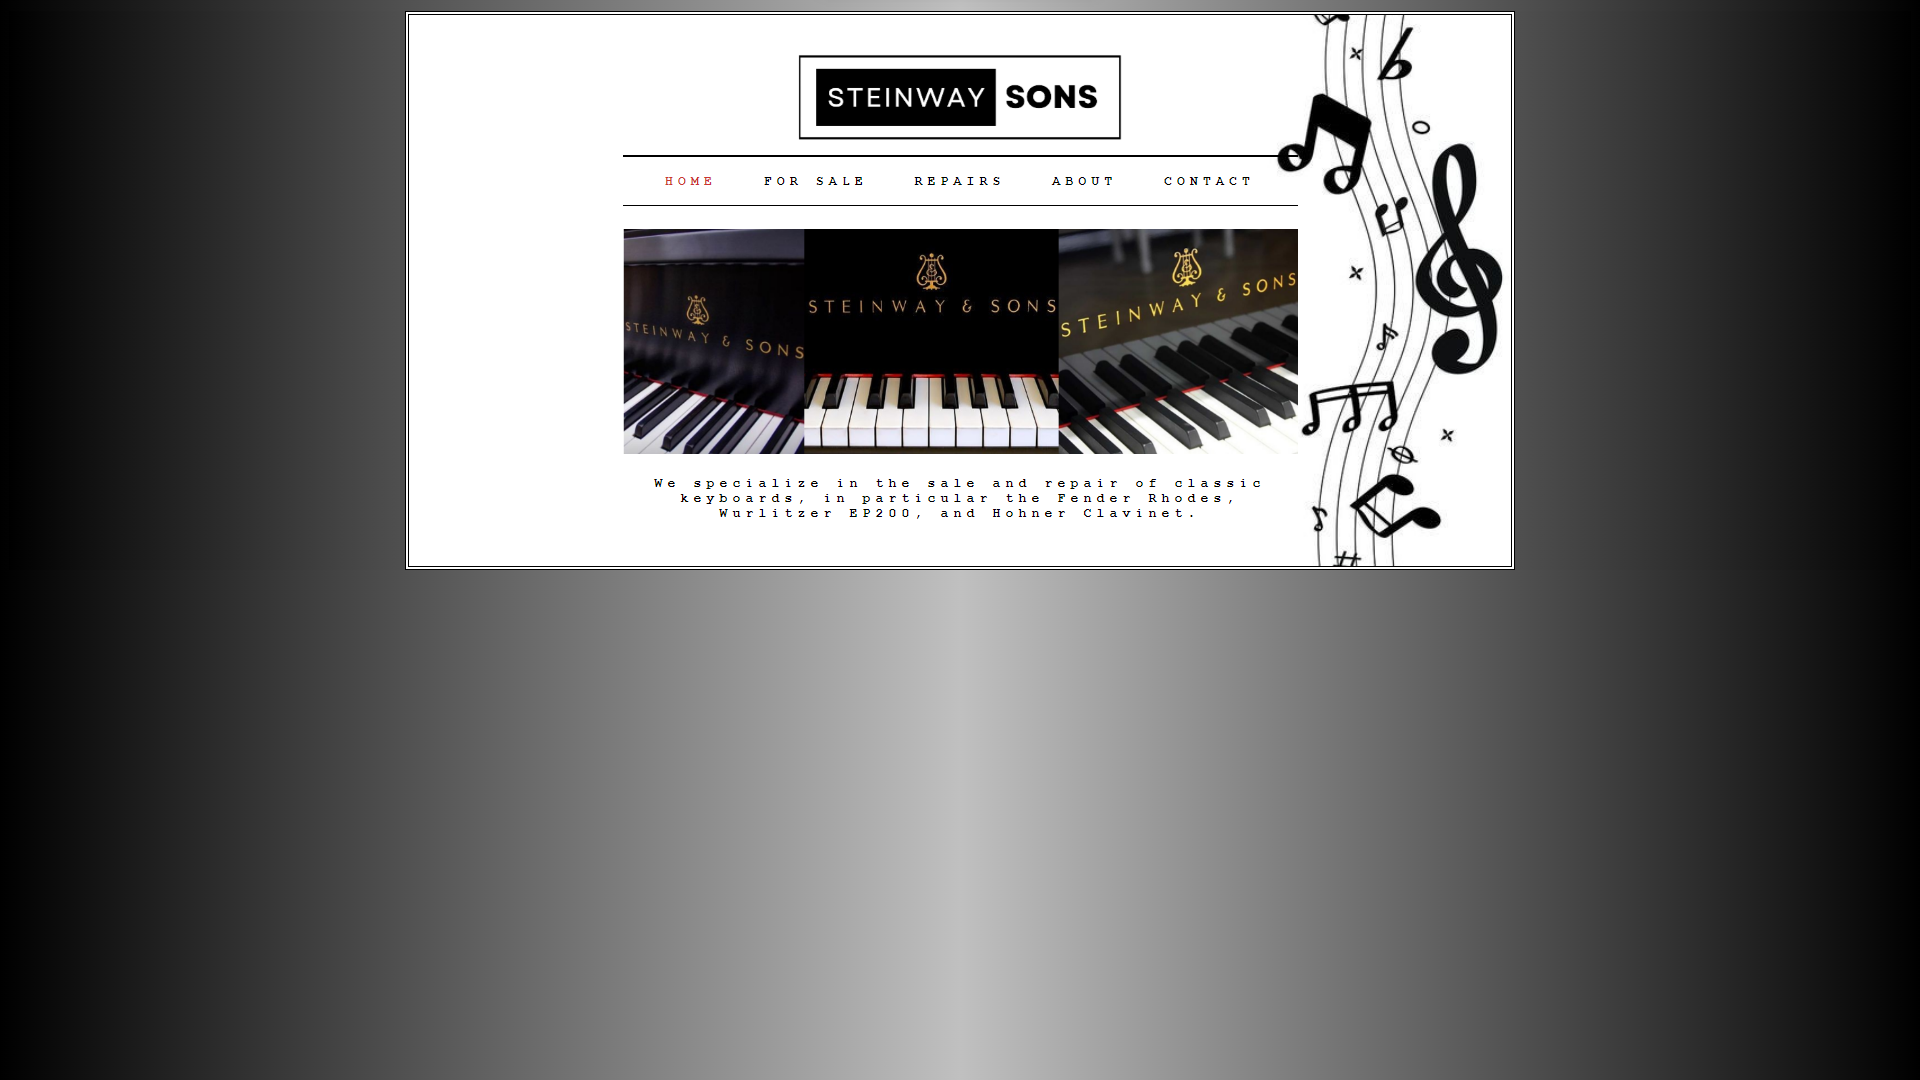 STEINWAY SONS
HOME FOR SALE REPAIRS ABOUT CONTACT
STEINWAY & SONS
STEINWAY & SONS
STEINWAY & SONS
We specialize in the sale and repair of classic
keyboards, in particular the Fender Rhodes,
Wurlitzer EP200, and Hohner Clavinet.